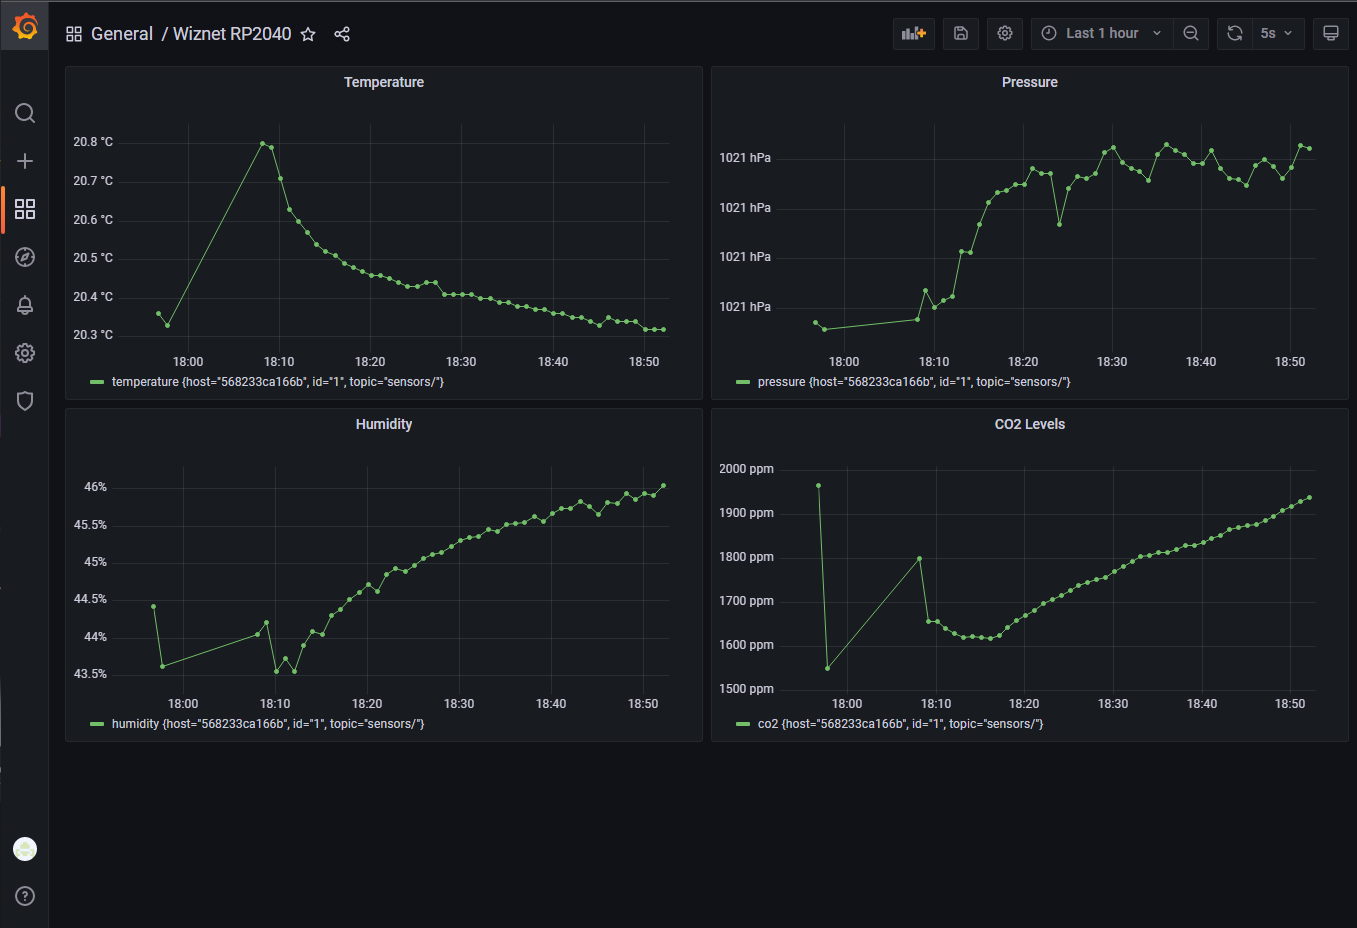 General / Wiznet RP2040
Last 1 hour
5s
Temperature
20.8 °C
20.7 °C
20.6 °C
20.5 °C
20.4 °C
20.3 °C
18:00 18:10 18:20 18:30 18:40 18:50
temperature {host="568233ca166b", id="1", topic="sensors/"}
Pressure
1021 hPa
1021 hPa
1021 hPa
1021 hPa
18:00 18:10 18:20 18:30 18:40 18:50
pressure {host="568233ca166b", id="1", topic="sensors/"}
Humidity
46%
45.5%
45%
44.5%
44%
43.5%
18:00 18:10 18:20 18:30 18:40 18:50
humidity {host="568233ca166b", id="1", topic="sensors/"}
CO2 Levels
2000 ppm
1900 ppm
1800 ppm
1700 ppm
1600 ppm
1500 ppm
18:00 18:10 18:20 18:30 18:40 18:50
co2 {host="568233ca166b", id="1", topic="sensors/"}